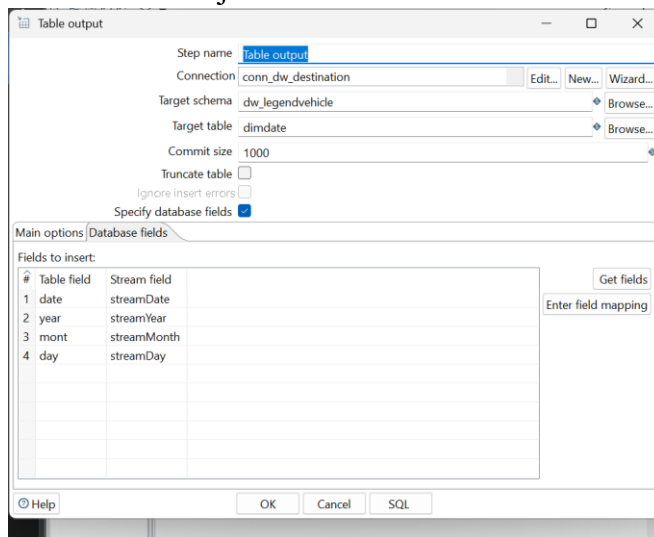 Table output
Step name Table output
Connection conn_dw_destination Edit... New... Wizard...
Target schema dw_legendvehicle Browse...
Target table dimdate Browse...
Commit size 1000
Truncate table
Ignore insert errors
Specify database fields
Main options Database fields
Fields to insert:
# Table field Stream field
Get fields
1 date streamDate
Enter field mapping
2 year streamYear
3 mont streamMonth
4 day streamDay
Help OK Cancel SQL